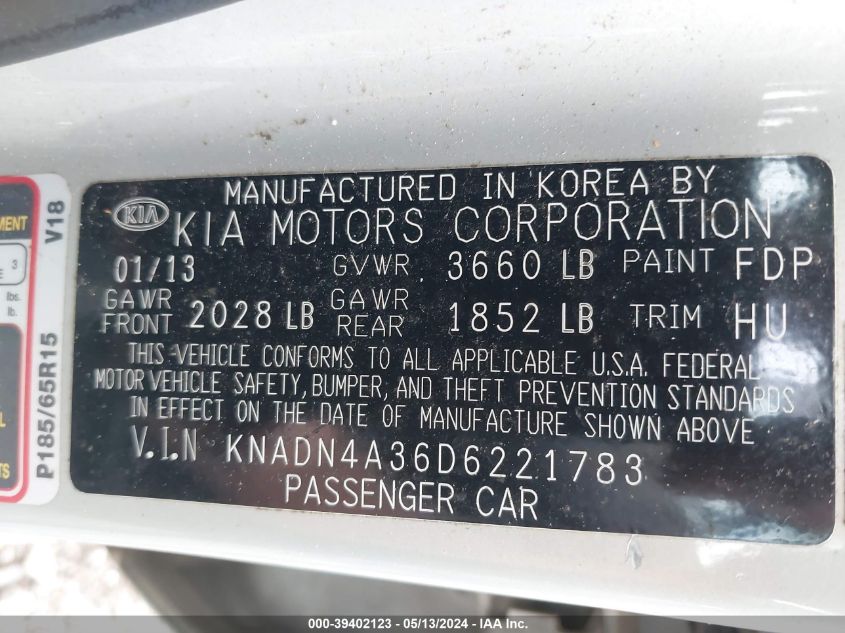 MANUFACTURED IN KOREA BY
KIA KIA MOTORS CORPORATION
01/13 GVWR 3660 LB PAINT FDP
GAWR FRONT 2028 LB GAWR REAR 1852 LB TRIM HU
THIS VEHICLE CONFORMS TO ALL APPLICABLE U.S.A. FEDERAL
MOTOR VEHICLE SAFETY, BUMPER, AND THEFT PREVENTION STANDARDS
IN EFFECT ON THE DATE OF MANUFACTURE SHOWN ABOVE
V.I.N KNADN4A36D6221783
PASSENGER CAR
P185/65R15 V18
3
lbs.
lb.
000-39402123 - 05/13/2024 - IAA Inc.